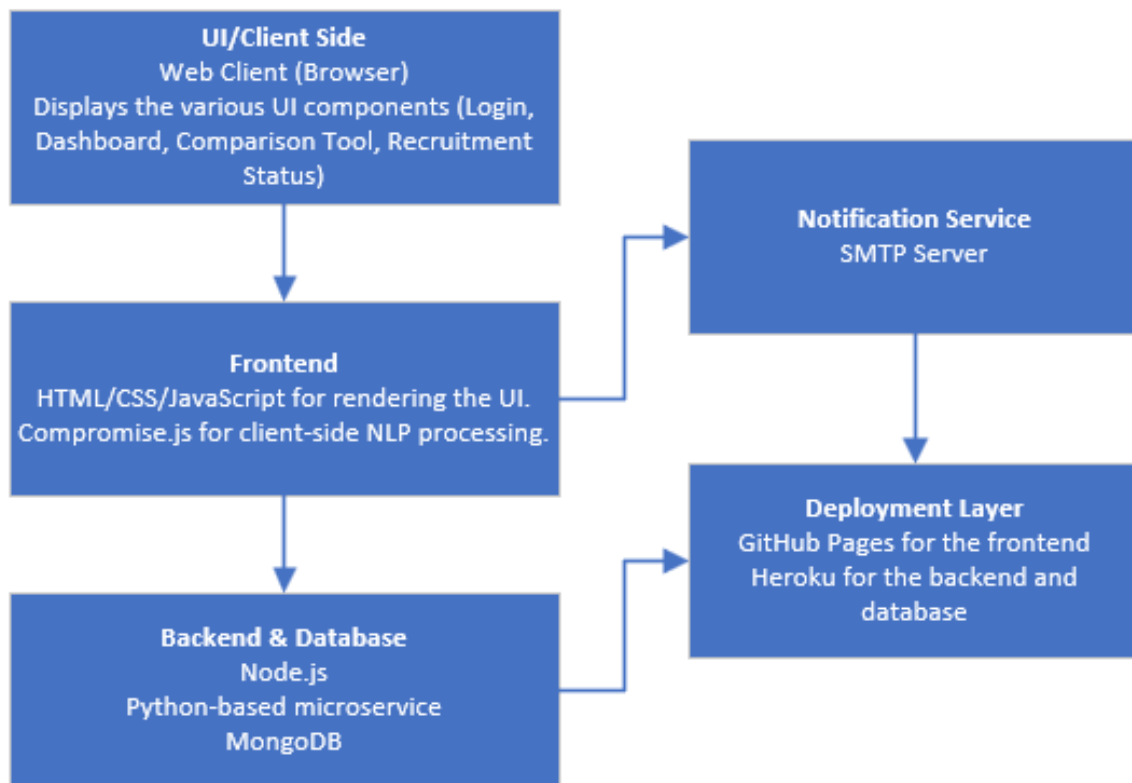 UI/Client Side
Web Client (Browser)
Displays the various UI components (Login,
Dashboard, Comparison Tool, Recruitment
Status)
Frontend
HTML/CSS/JavaScript for rendering the UI.
Compromise.js for client-side NLP processing.
Backend & Database
Node.js
Python-based microservice
MongoDB
Notification Service
SMTP Server
Deployment Layer
GitHub Pages for the frontend
Heroku for the backend and
database